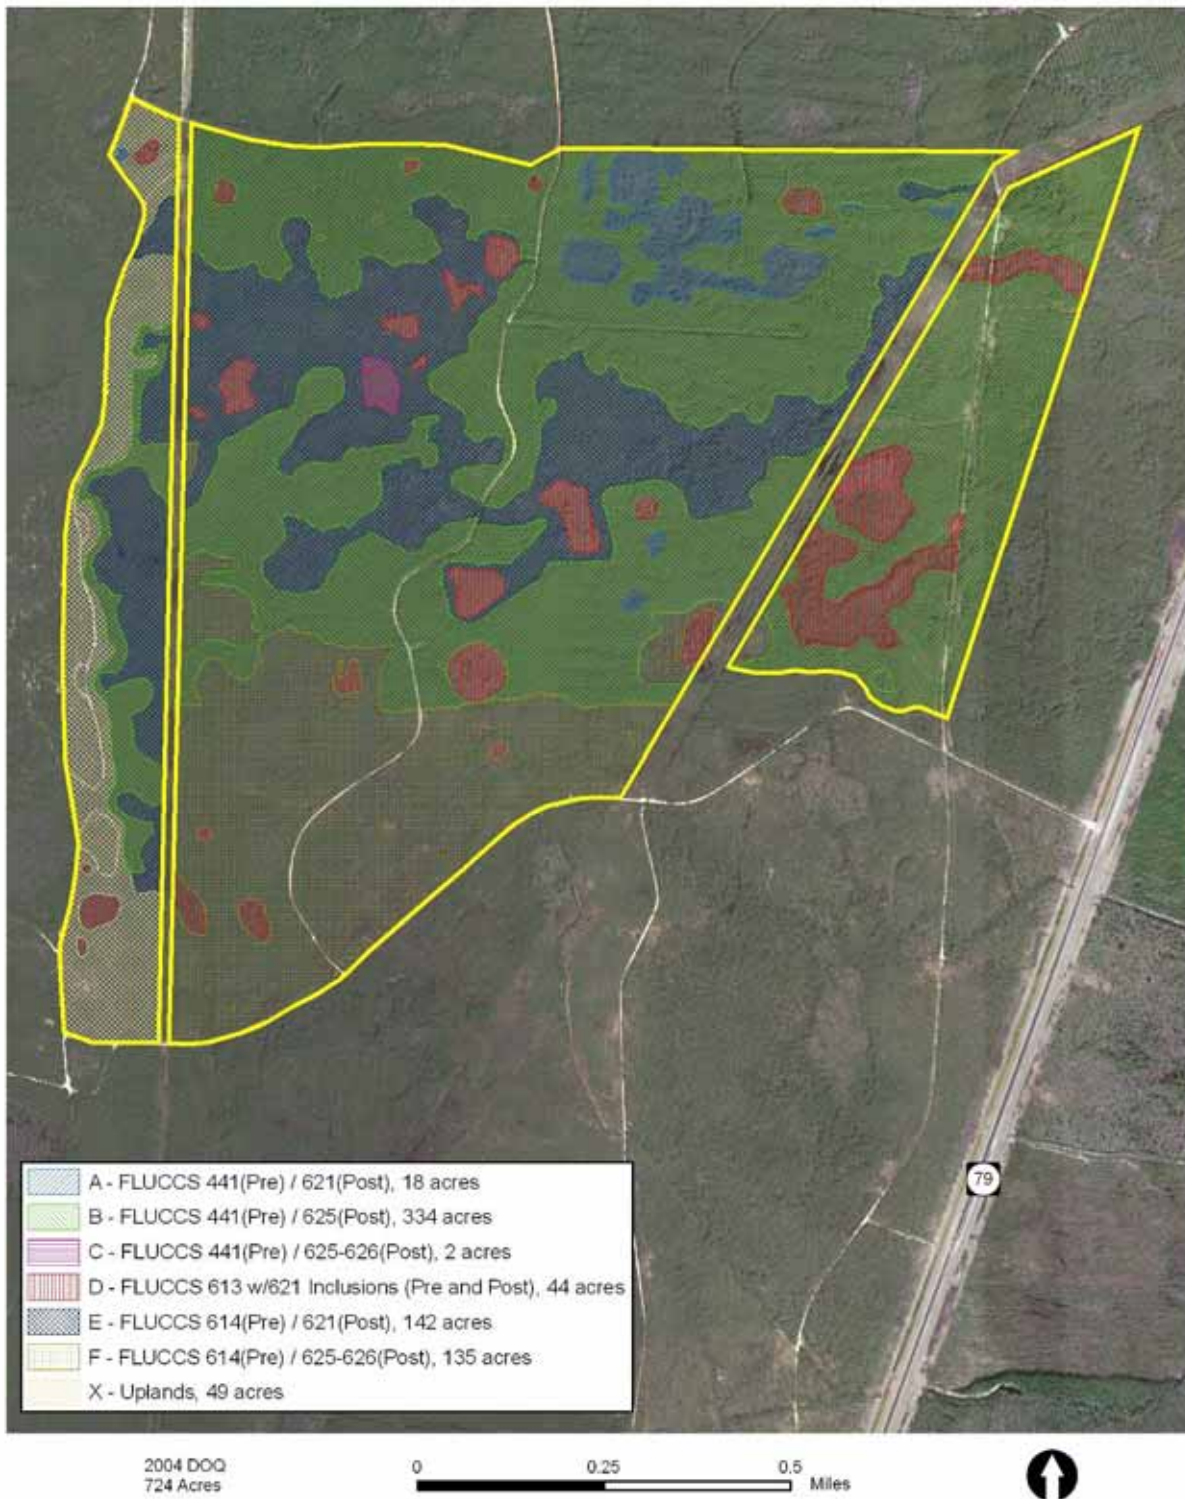 79
A - FLUCCS 441(Pre) / 621(Post), 18 acres
B - FLUCCS 441(Pre) / 625(Post), 334 acres
C - FLUCCS 441(Pre) / 625-626(Post), 2 acres
D - FLUCCS 613 w/621 Inclusions (Pre and Post), 44 acres
E - FLUCCS 614(Pre) / 621(Post), 142 acres
F - FLUCCS 614(Pre) / 625-626(Post), 135 acres
X - Uplands, 49 acres
2004 DOQ
724 Acres
0 0.25 0.5
Miles